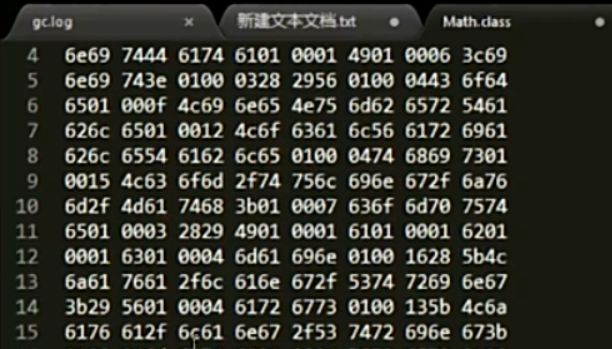 gc.log × 新建文本文档.txt Math.class
4 6e69 7444 6174 6101 0001 4901 0006 3c69
5 6e69 743e 0100 0328 2956 0100 0443 6f64
6 6501 000f 4c69 6e65 4e75 6d62 6572 5461
7 626c 6501 0012 4c6f 6361 6c56 6172 6961
8 626c 6554 6162 6c65 0100 0474 6869 7301
9 0015 4c63 6f6d 2f74 756c 696e 672f 6a76
10 6d2f 4d61 7468 3b01 0007 636f 6d70 7574
11 6501 0003 2829 4901 0001 6101 0001 6201
12 0001 6301 0004 6d61 696e 0100 1628 5b4c
13 6a61 7661 2f6c 616e 672f 5374 7269 6e67
14 3b29 5601 0004 6172 6773 0100 135b 4c6a
15 6176 612f 6c61 6e67 2f53 7472 696e 673b